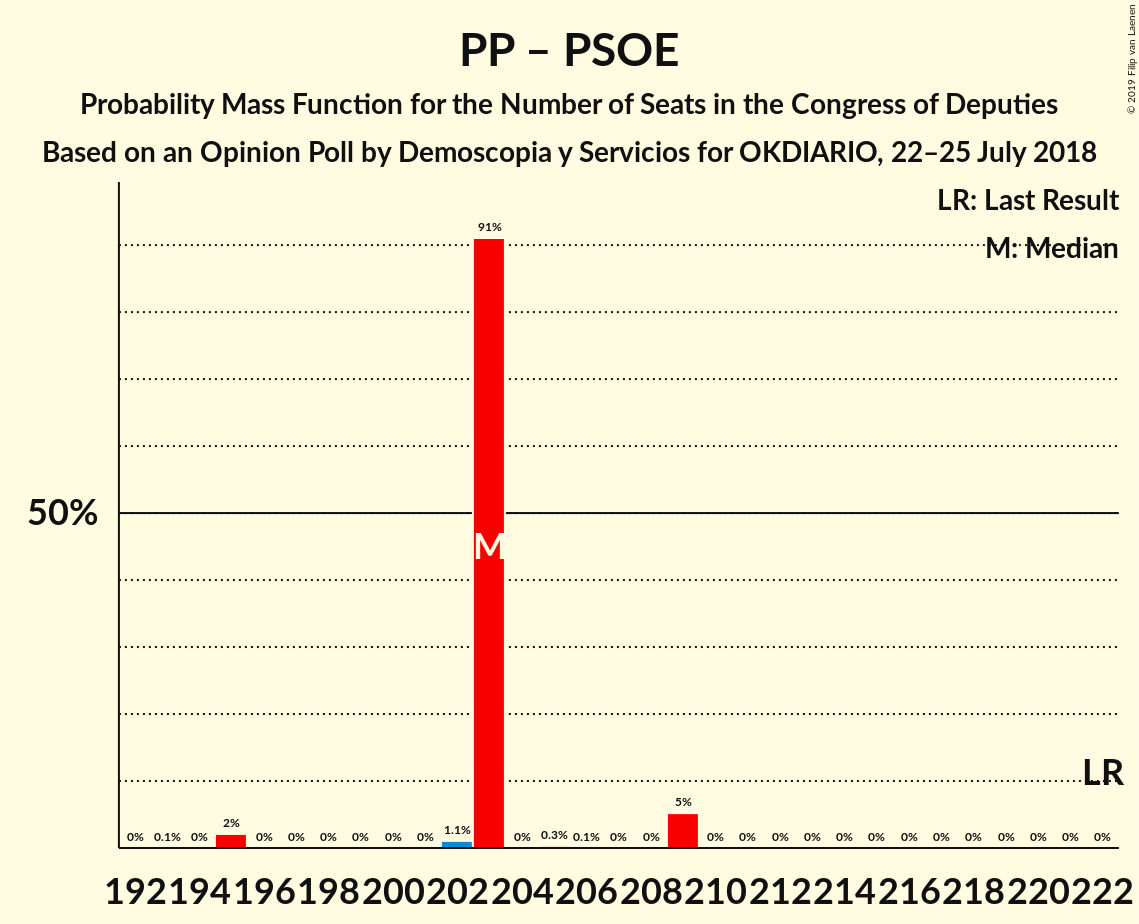 PP – PSOE
Probability Mass Function for the Number of Seats in the Congress of Deputies
Based on an Opinion Poll by Demoscopia y Servicios for OKDIARIO, 22–25 July 2018
© 2019 Filip van Laenen
LR: Last Result
M: Median
91%
50%
M
LR
0% 0.1% 0% 2% 0% 0% 0% 0% 0% 0% 1.1% 0% 0.3% 0.1% 0% 0% 5% 0% 0% 0% 0% 0% 0% 0% 0% 0% 0% 0% 0% 0%
192 194 196 198 200 202 204 206 208 210 212 214 216 218 220 222